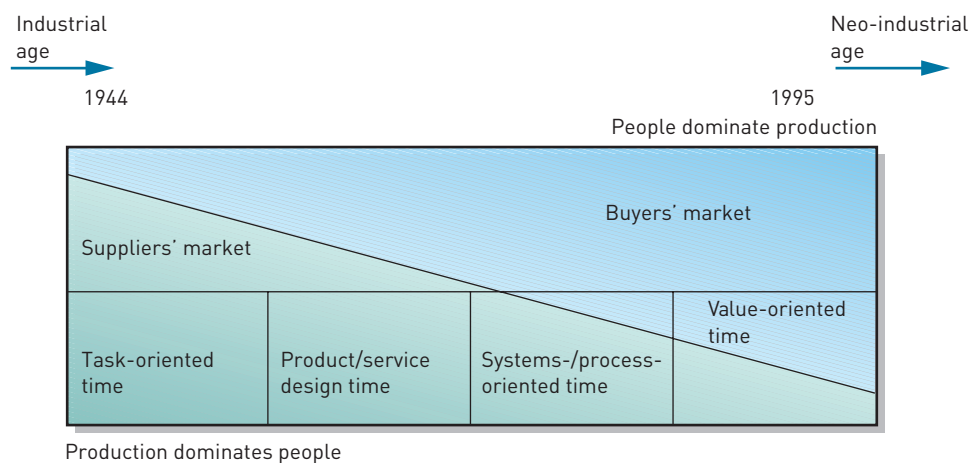 Industrial
age
Neo-industrial
age
1944
1995
People dominate production
Buyers’ market
Suppliers’ market
Value-oriented
time
Task-oriented
time
Product/service
design time
Systems-/process-
oriented time
Production dominates people